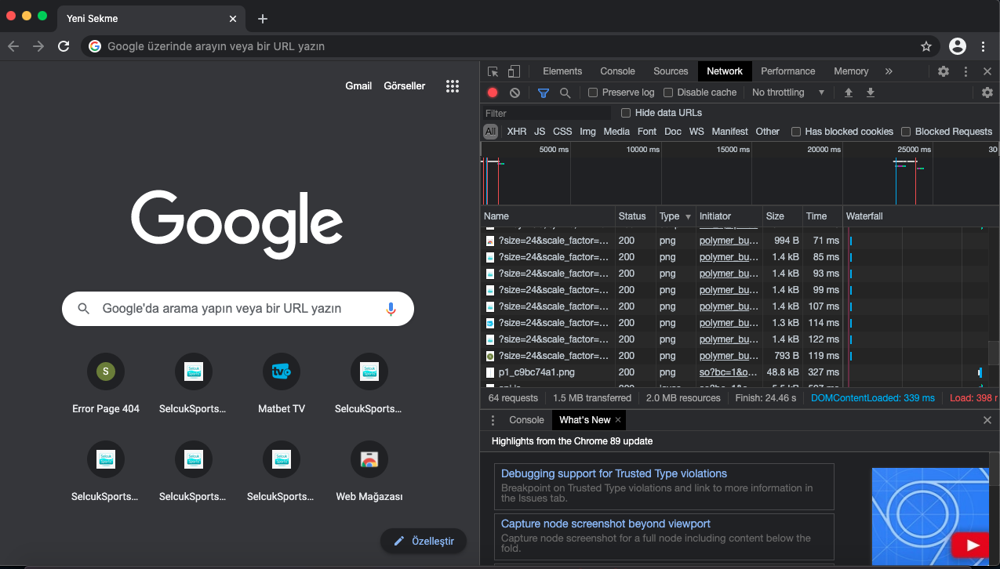 Yeni Sekme
Google üzerinde arayın veya bir URL yazın
Gmail Görseller
Google
Google'da arama yapın veya bir URL yazın
S
Error Page 404 SelcukSports... Matbet TV SelcukSports...
SelcukSports... SelcukSports... SelcukSports... Web Mağazası
Özelleştir
Elements Console Sources Network Performance Memory »
Preserve log Disable cache No throttling
Filter Hide data URLs
All XHR JS CSS Img Media Font Doc WS Manifest Other Has blocked cookies Blocked Requests
5000 ms 10000 ms 15000 ms 20000 ms 25000 ms 30
Name Status Type Initiator Size Time Waterfall
?size=24&scale_factor=... 200 png polymer_bu... 994 B 71 ms
?size=24&scale_factor=... 200 png polymer_bu... 1.4 kB 85 ms
?size=24&scale_factor=... 200 png polymer_bu... 1.4 kB 93 ms
?size=24&scale_factor=... 200 png polymer_bu... 1.4 kB 99 ms
?size=24&scale_factor=... 200 png polymer_bu... 1.4 kB 107 ms
?size=24&scale_factor=... 200 png polymer_bu... 1.3 kB 114 ms
?size=24&scale_factor=... 200 png polymer_bu... 1.4 kB 122 ms
?size=24&scale_factor=... 200 png polymer_bu... 793 B 119 ms
p1_c9bc74a1.png 200 png so?bc=1&o... 48.8 kB 327 ms
64 requests 1.5 MB transferred 2.0 MB resources Finish: 24.46 s DOMContentLoaded: 339 ms Load: 398 r
Console What's New
Highlights from the Chrome 89 update
Debugging support for Trusted Type violations
Breakpoint on Trusted Type violations and link to more information in
the Issues tab.
Capture node screenshot beyond viewport
Capture node screenshot for a full node including content below the
fold.